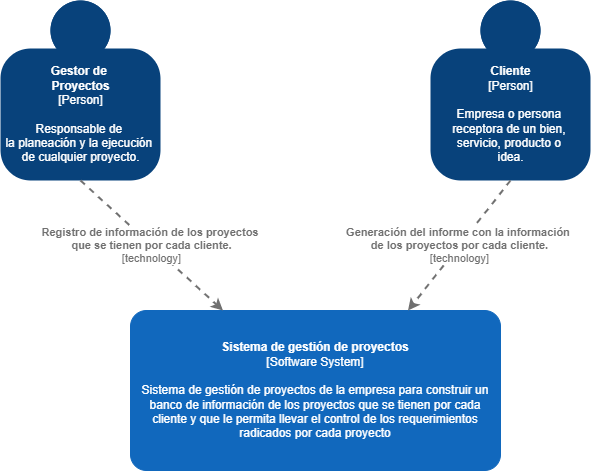 Gestor de
Proyectos
[Person]
Responsable de
la planeación y la ejecución
de cualquier proyecto.
Cliente
[Person]
Empresa o persona
receptora de un bien,
servicio, producto o
idea.
Registro de información de los proyectos
que se tienen por cada cliente.
[technology]
Generación del informe con la información
de los proyectos por cada cliente.
[technology]
Sistema de gestión de proyectos
[Software System]
Sistema de gestión de proyectos de la empresa para construir un
banco de información de los proyectos que se tienen por cada
cliente y que le permita llevar el control de los requerimientos
radicados por cada proyecto